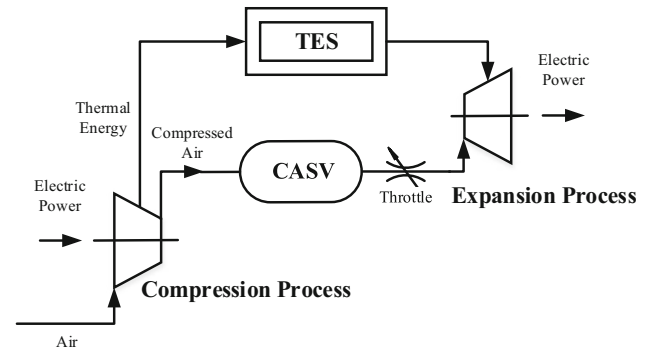 TES
Electric
Power
Thermal
Energy
Compressed
Air
CASV
Throttle
Expansion Process
Electric
Power
Compression Process
Air